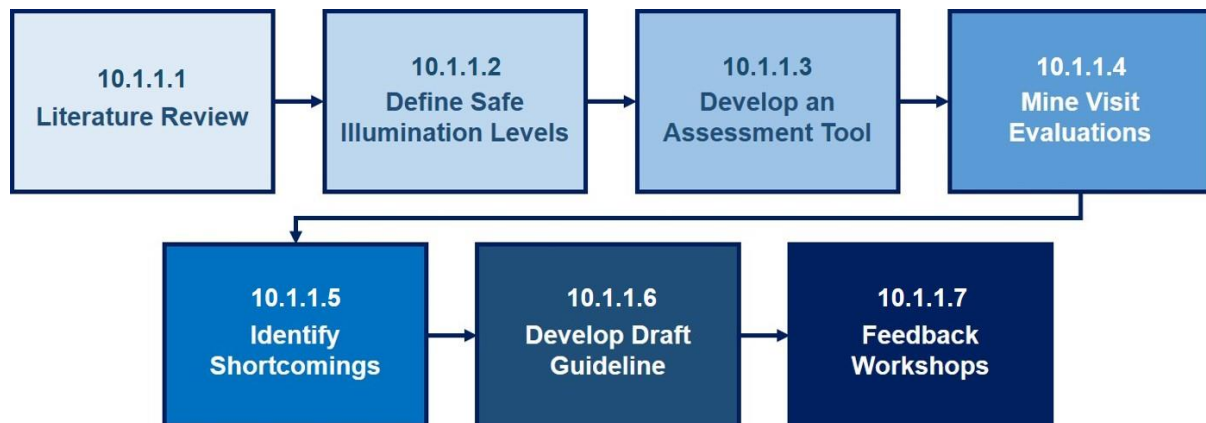 10.1.1.1
Literature Review
10.1.1.2
Define Safe
Illumination Levels
10.1.1.3
Develop an
Assessment Tool
10.1.1.4
Mine Visit
Evaluations
10.1.1.5
Identify
Shortcomings
10.1.1.6
Develop Draft
Guideline
10.1.1.7
Feedback
Workshops